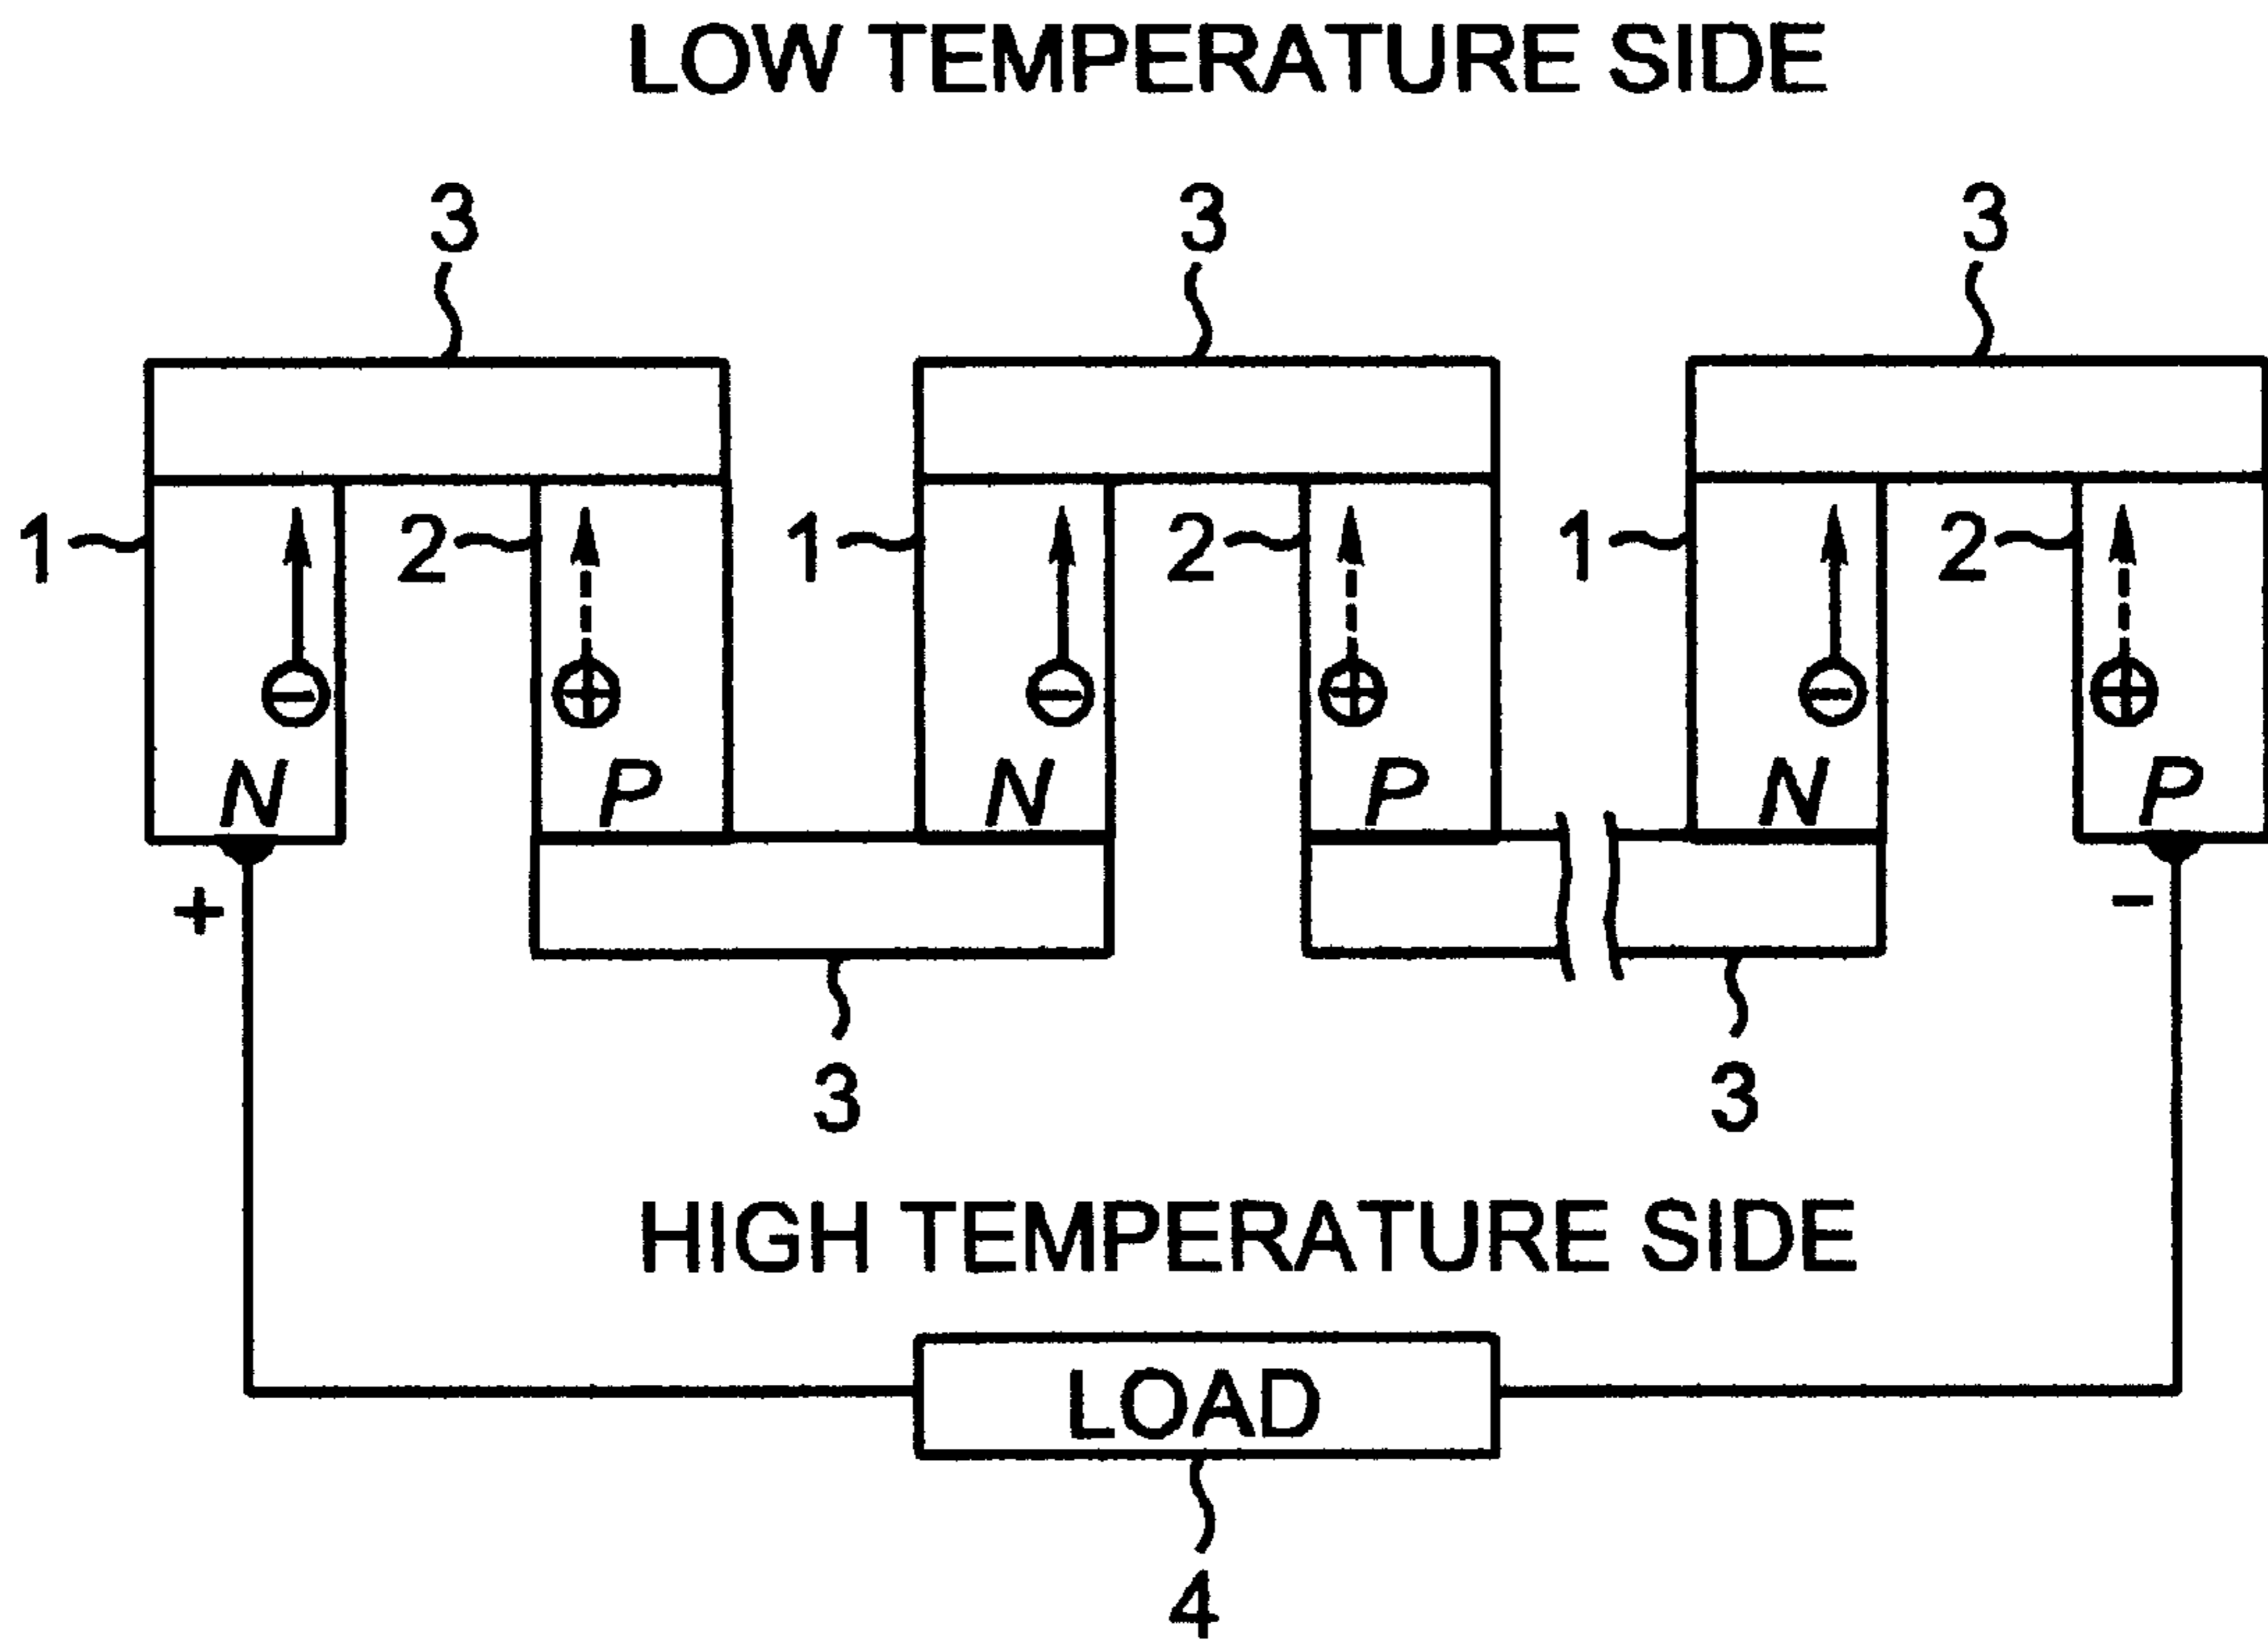 LOW TEMPERATURE SIDE
3 3 3
1 2 1 2 1 2
N P N P N P
+ −
3 3
HIGH TEMPERATURE SIDE
LOAD
4